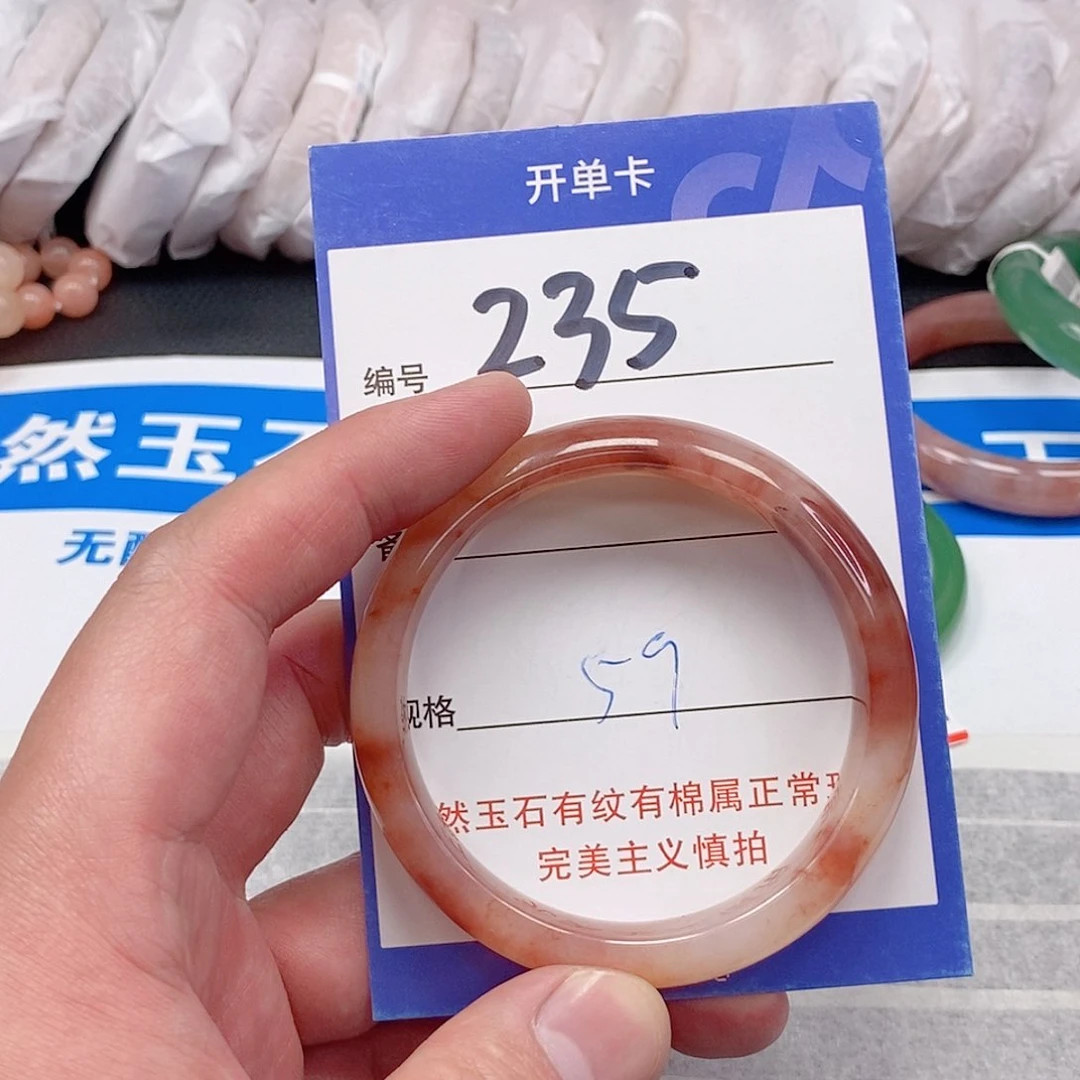 开单卡
编号 235
然玉石
无
规格 59
然玉石有纹有棉属正常
完美主义慎拍